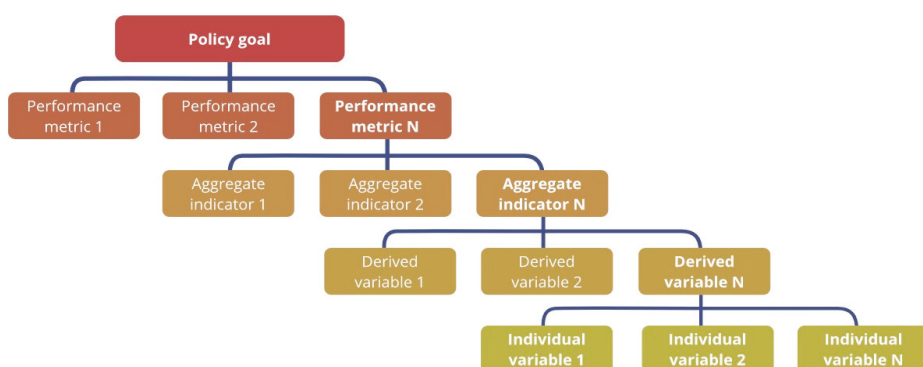 Policy goal
Performance
metric 1
Performance
metric 2
Performance
metric N
Aggregate
indicator 1
Aggregate
indicator 2
Aggregate
indicator N
Derived
variable 1
Derived
variable 2
Derived
variable N
Individual
variable 1
Individual
variable 2
Individual
variable N